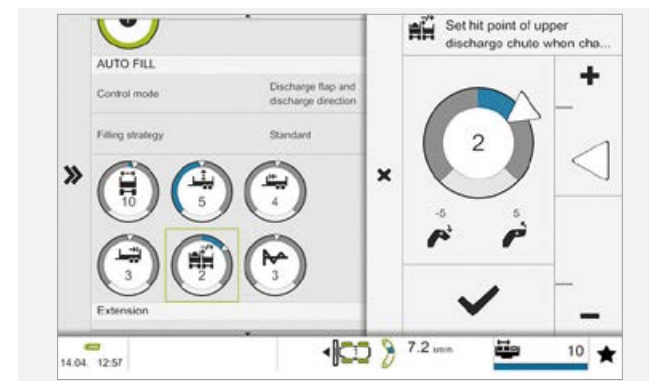 Set hit point of upper
discharge chute when cha...
AUTO FILL
Control mode
Discharge flap and
discharge direction
Filling strategy
Standard
10
5
4
3
2
3
Extension
2
-5
5
14.04. 12:57
1
7.2
10